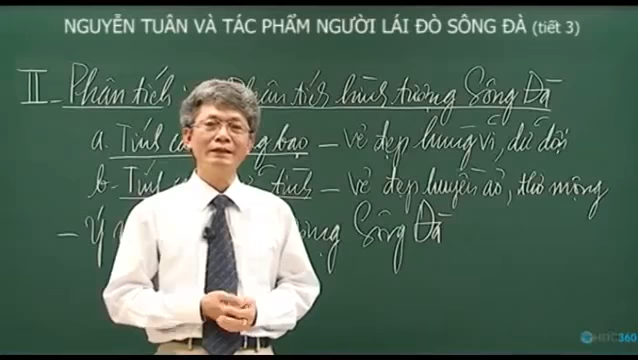 NGUYỄN TUÂN VÀ TÁC PHẨM NGƯỜI LÁI ĐÒ SÔNG ĐÀ (tiết 3)
II - Phân tích : Phân tích hình tượng Sông Đà
a. Tính bạo - vẻ đẹp hùng vĩ, dữ dội
b. Tính tình - vẻ đẹp huyền ảo, thơ mộng
- Ý Sông Đà
HOC360